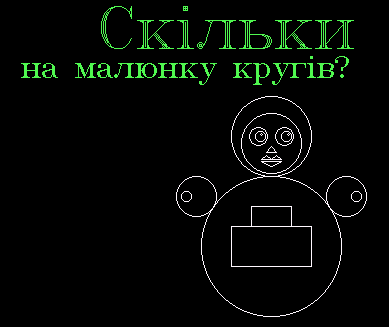 Скільки
на малюнку кругів?